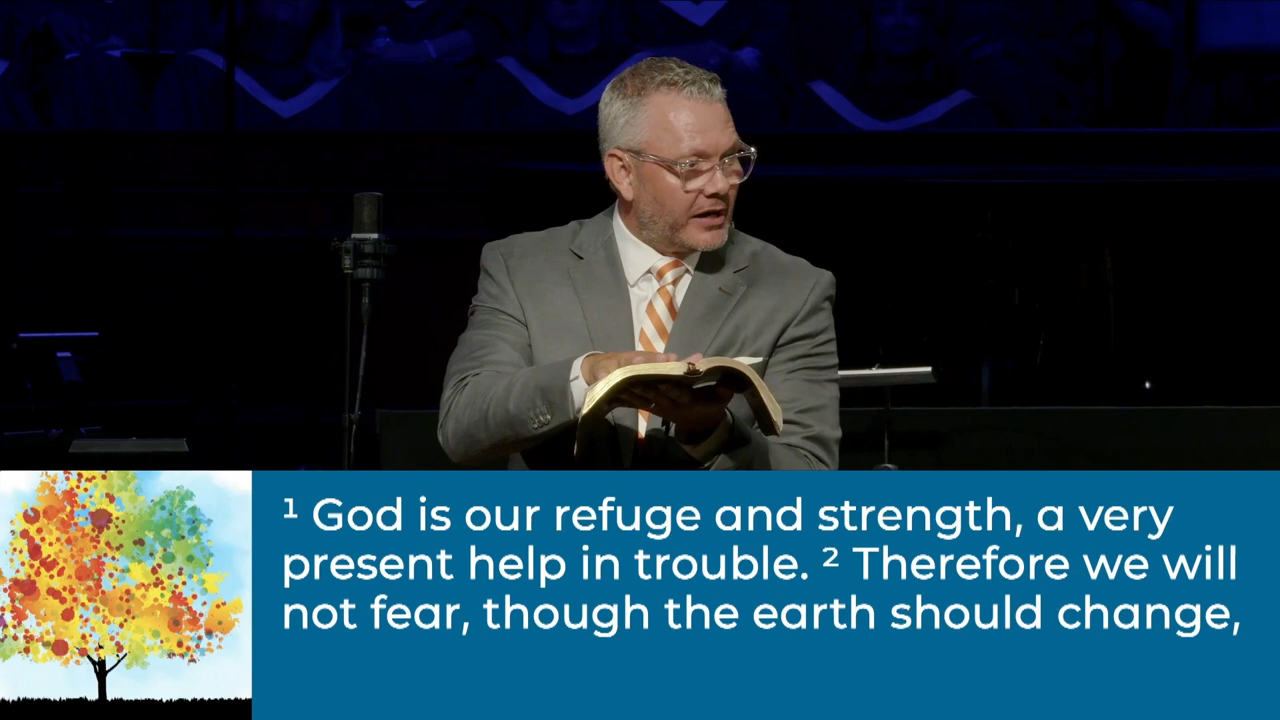 ¹ God is our refuge and strength, a very
present help in trouble. ² Therefore we will
not fear, though the earth should change,